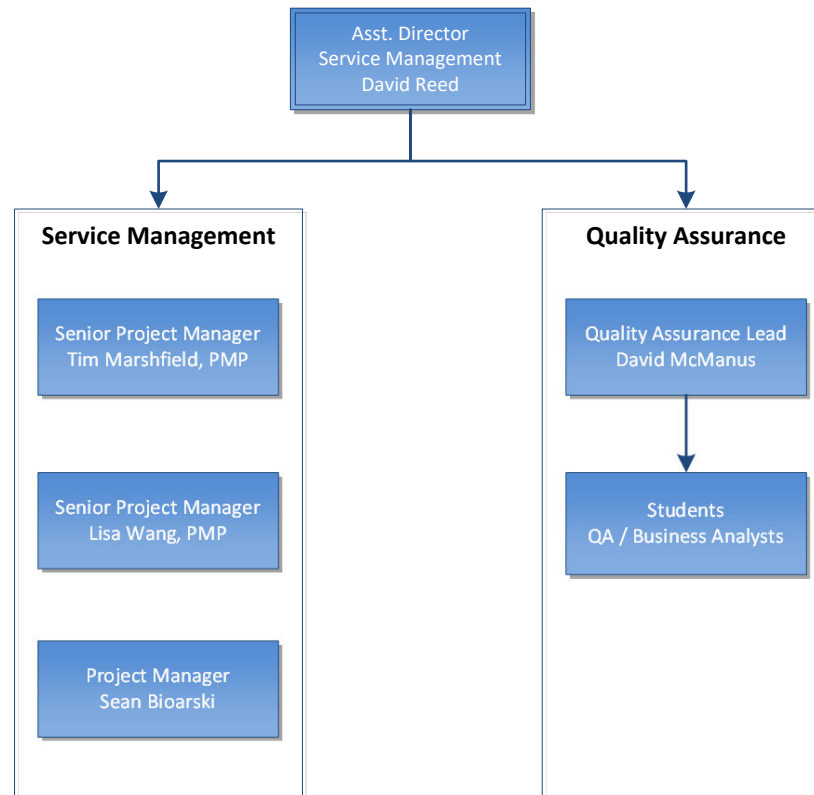 Asst. Director
Service Management
David Reed
Service Management
Senior Project Manager
Tim Marshfield, PMP
Senior Project Manager
Lisa Wang, PMP
Project Manager
Sean Bioarski
Quality Assurance
Quality Assurance Lead
David McManus
Students
QA / Business Analysts